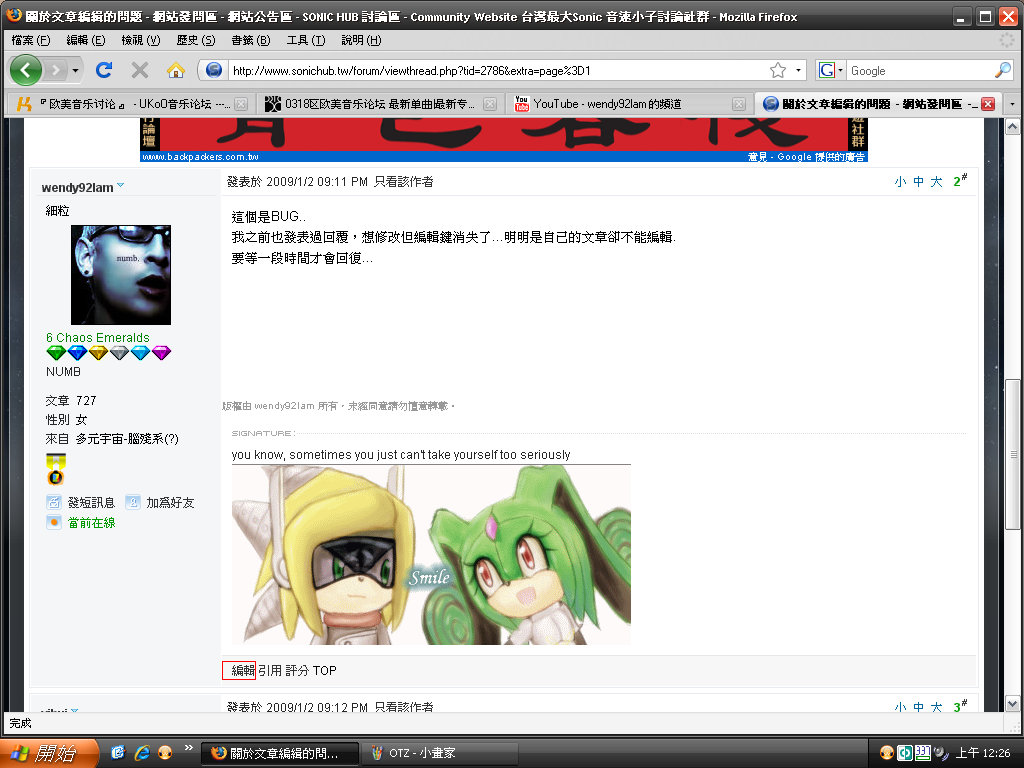 關於文章編緝的問題 - 網站發問區 - 網站公告區 - SONIC HUB 討論區 - Community Website 台灣最大Sonic 音速小子討論社群 - Mozilla Firefox
檔案 (F) 編輯 (E) 檢視 (V) 歷史 (S) 書籤 (B) 工具 (T) 說明 (H)
http://www.sonichub.tw/forum/viewthread.php?tid=2786&extra=page%3D1 Google
『 欧美音乐讨论 』 - UKoO音乐论坛 -... 0318区欧美音乐论坛 最新单曲|最新专... YouTube - wendy92lam 的頻道 關於文章編緝的問題 - 網站發問區 -...
討論壇 背包客棧 遊社群
www.backpackers.com.tw 意見 - Google 提供的廣告
wendy92lam 發表於 2009/1/2 09:11 PM 只看該作者 小 中 大 2#
細粒
這個是BUG..
我之前也發表過回覆，想修改但編輯鍵消失了...明明是自己的文章卻不能編輯.
要等一段時間才會回復...
numb.
6 Chaos Emeralds
NUMB
文章 727
性別 女
來自 多元宇宙-腦殘系(?)
發短訊息 加為好友
當前在線
版權由 wendy92lam 所有，未經同意請勿擅意轉載。
SIGNATURE:
you know, sometimes you just can't take yourself too seriously
Smile
編輯 引用 評分 TOP
發表於 2009/1/2 09:12 PM 只看該作者 小 中 大 3#
完成
開始 關於文章編緝的問... OTZ - 小畫家 上午 12:26